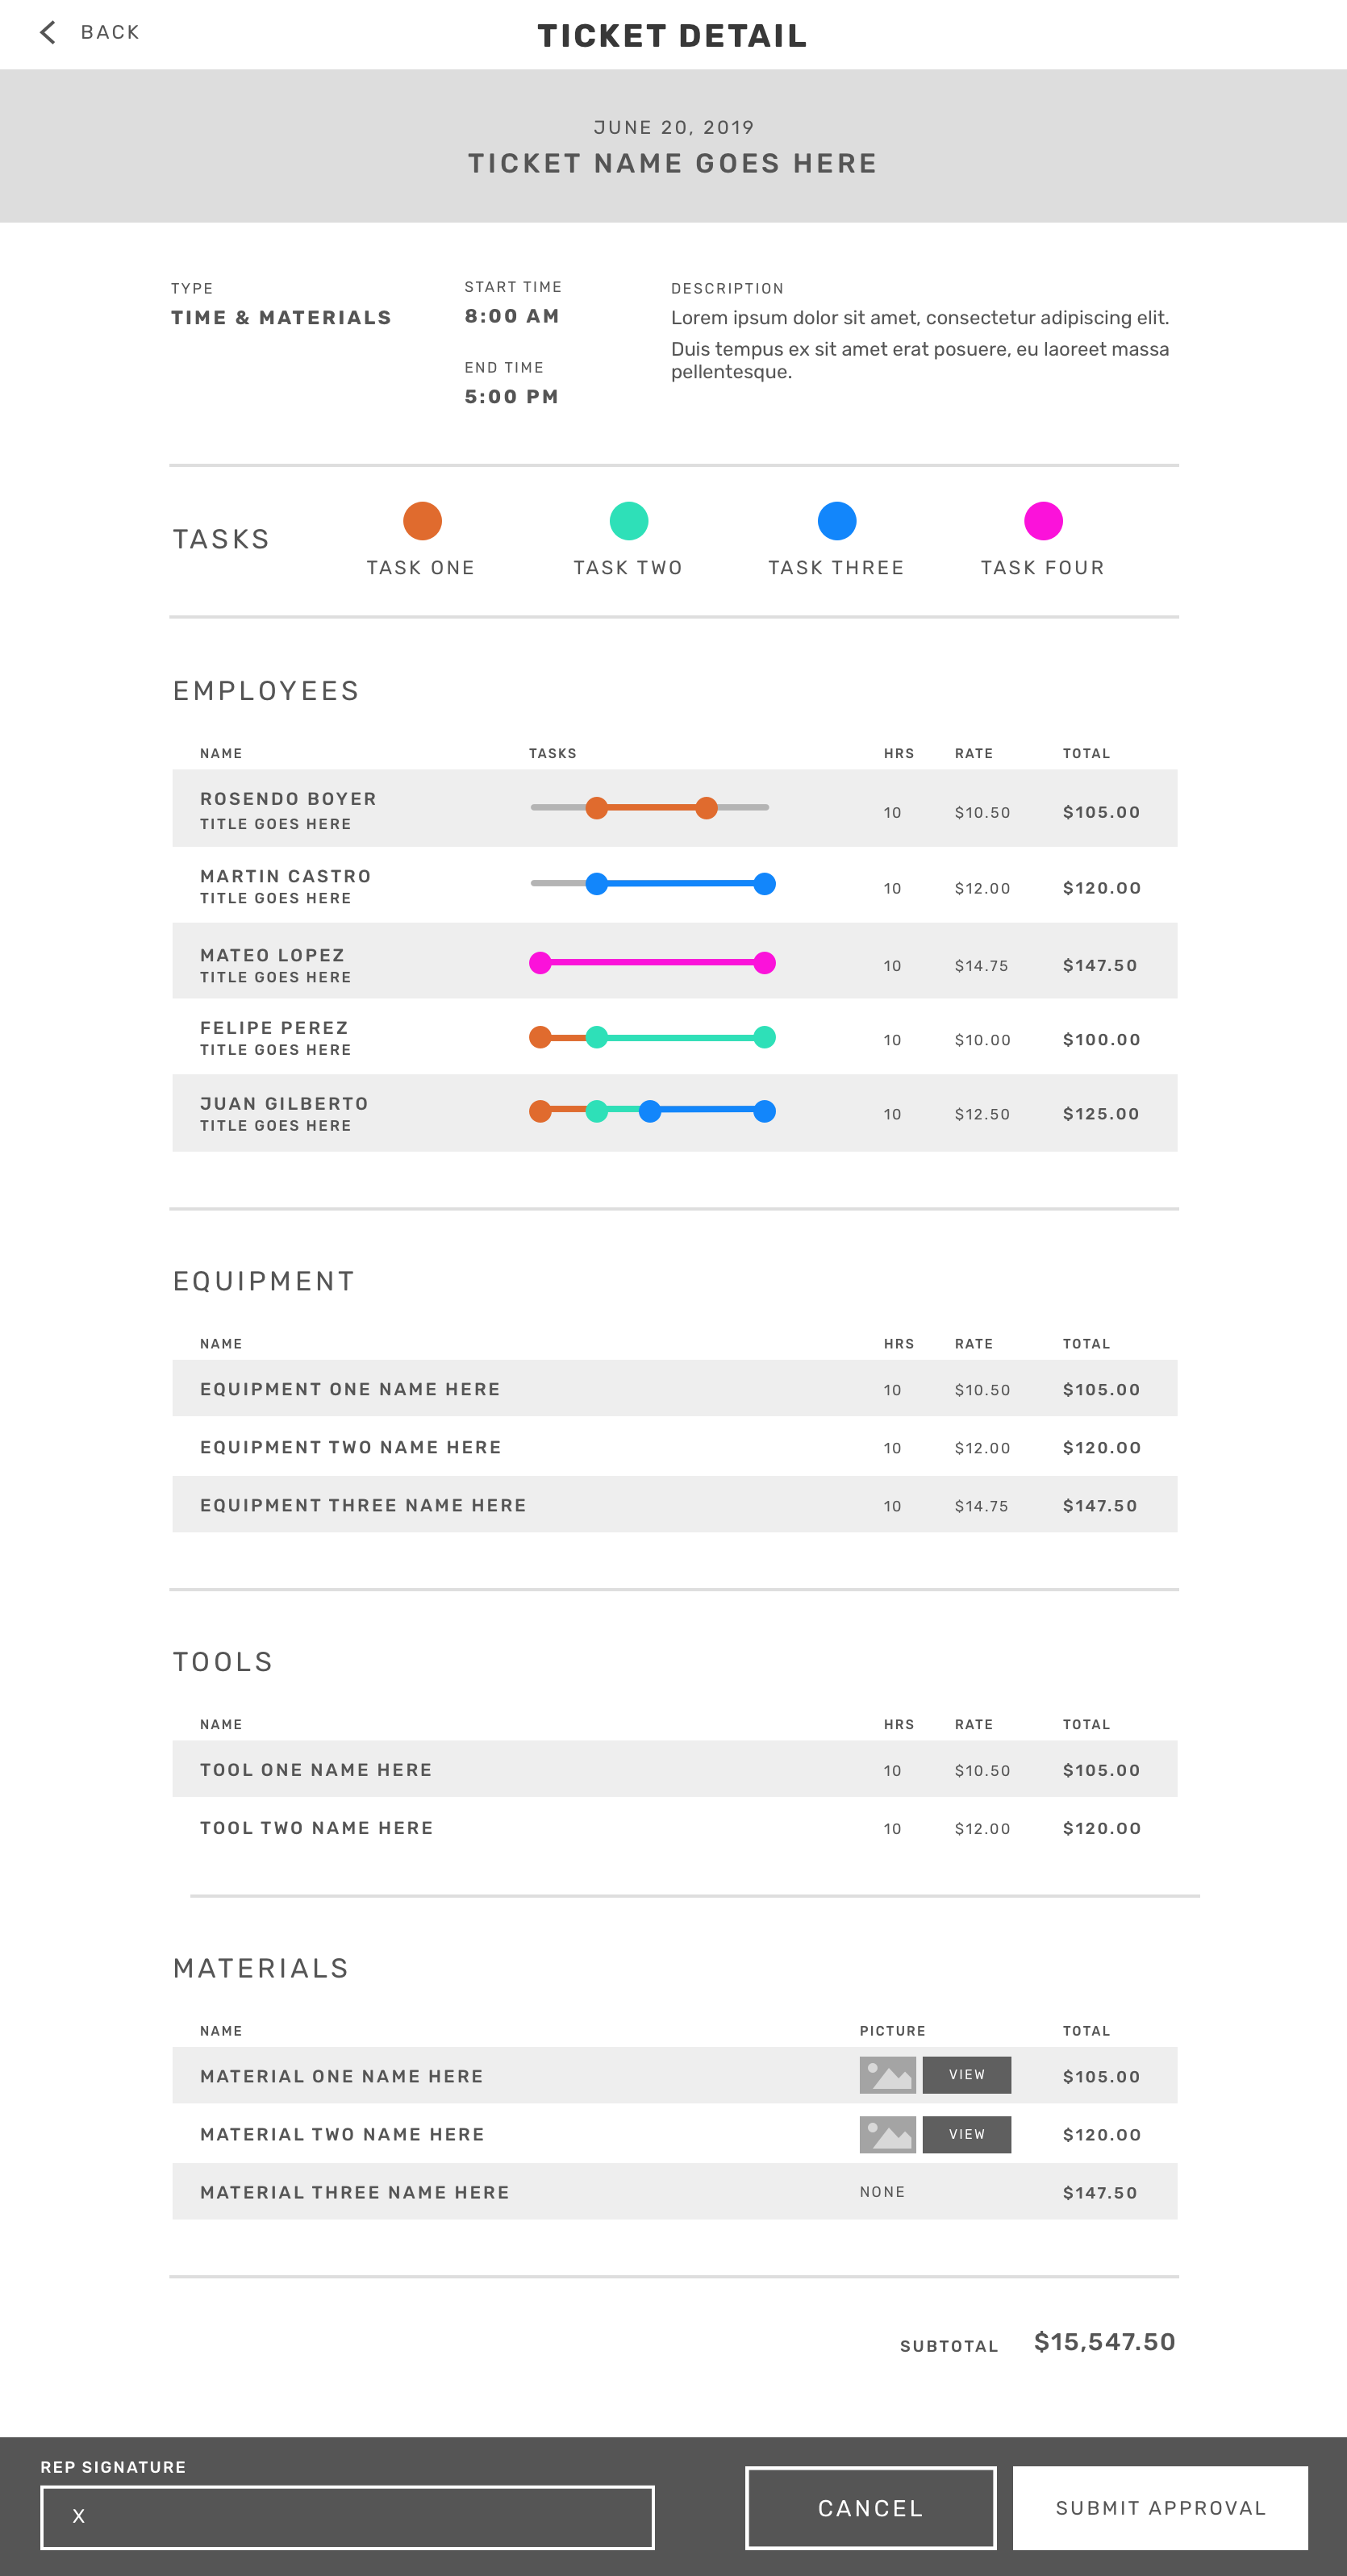 BACK
TICKET DETAIL
JUNE 20, 2019
TICKET NAME GOES HERE
TYPE
TIME & MATERIALS
START TIME
8:00 AM
END TIME
5:00 PM
DESCRIPTION
Lorem ipsum dolor sit amet, consectetur adipiscing elit.
Duis tempus ex sit amet erat posuere, eu laoreet massa
pellentesque.
TASKS
TASK ONE
TASK TWO
TASK THREE
TASK FOUR
EMPLOYEES
NAME TASKS HRS RATE TOTAL
ROSENDO BOYER
TITLE GOES HERE
10 $10.50 $105.00
MARTIN CASTRO
TITLE GOES HERE
10 $12.00 $120.00
MATEO LOPEZ
TITLE GOES HERE
10 $14.75 $147.50
FELIPE PEREZ
TITLE GOES HERE
10 $10.00 $100.00
JUAN GILBERTO
TITLE GOES HERE
10 $12.50 $125.00
EQUIPMENT
NAME HRS RATE TOTAL
EQUIPMENT ONE NAME HERE 10 $10.50 $105.00
EQUIPMENT TWO NAME HERE 10 $12.00 $120.00
EQUIPMENT THREE NAME HERE 10 $14.75 $147.50
TOOLS
NAME HRS RATE TOTAL
TOOL ONE NAME HERE 10 $10.50 $105.00
TOOL TWO NAME HERE 10 $12.00 $120.00
MATERIALS
NAME PICTURE TOTAL
MATERIAL ONE NAME HERE VIEW $105.00
MATERIAL TWO NAME HERE VIEW $120.00
MATERIAL THREE NAME HERE NONE $147.50
SUBTOTAL $15,547.50
REP SIGNATURE
X
CANCEL
SUBMIT APPROVAL